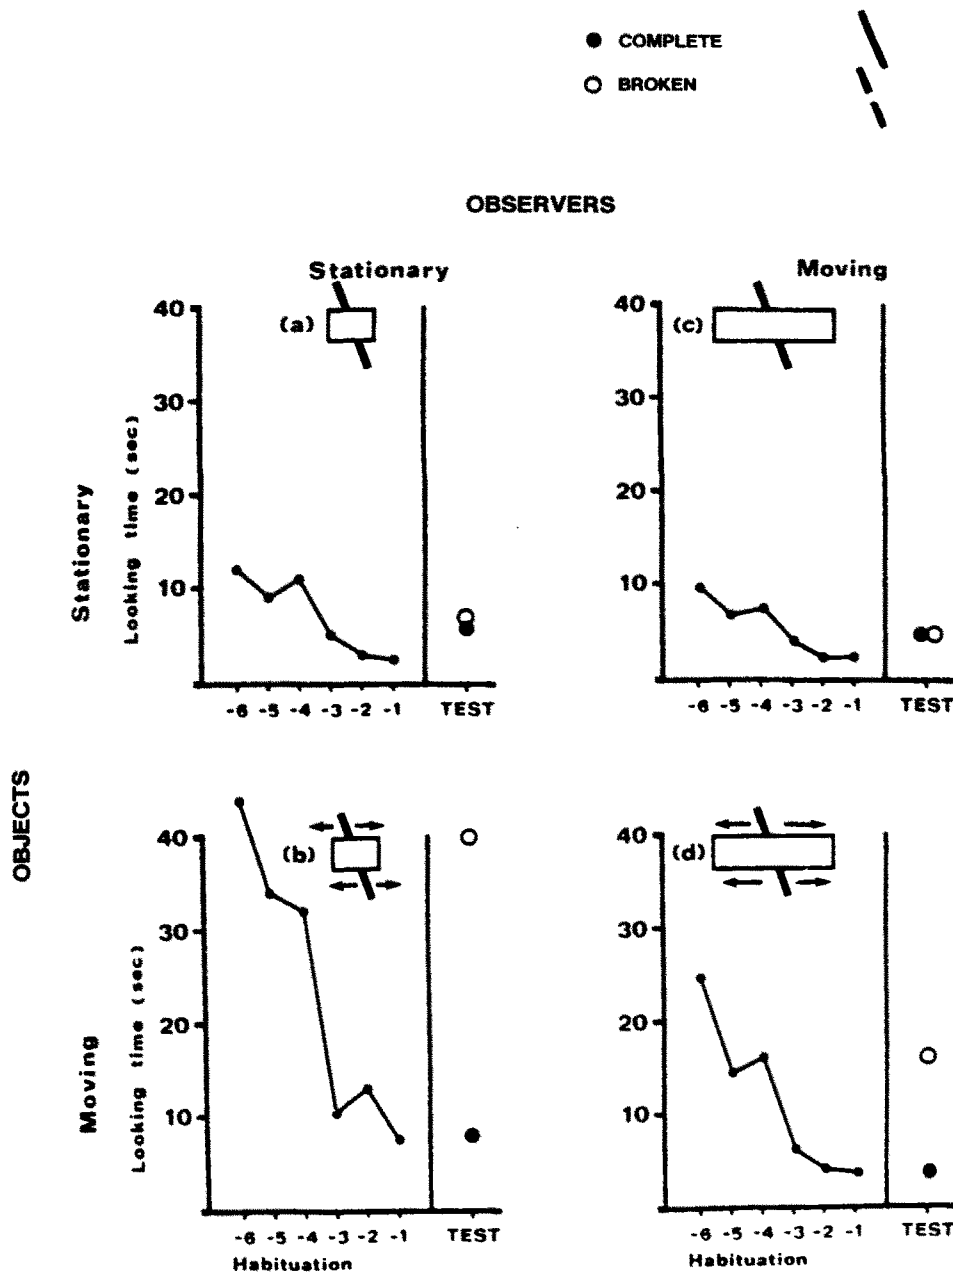 COMPLETE
BROKEN
OBSERVERS
Stationary
Moving
OBJECTS
Stationary
Looking time (sec)
40
30
20
10
(a)
-6 -5 -4 -3 -2 -1 TEST
40
30
20
10
(c)
-6 -5 -4 -3 -2 -1 TEST
Moving
Looking time (sec)
40
30
20
10
(b)
-6 -5 -4 -3 -2 -1 TEST
Habituation
40
30
20
10
(d)
-6 -5 -4 -3 -2 -1 TEST
Habituation